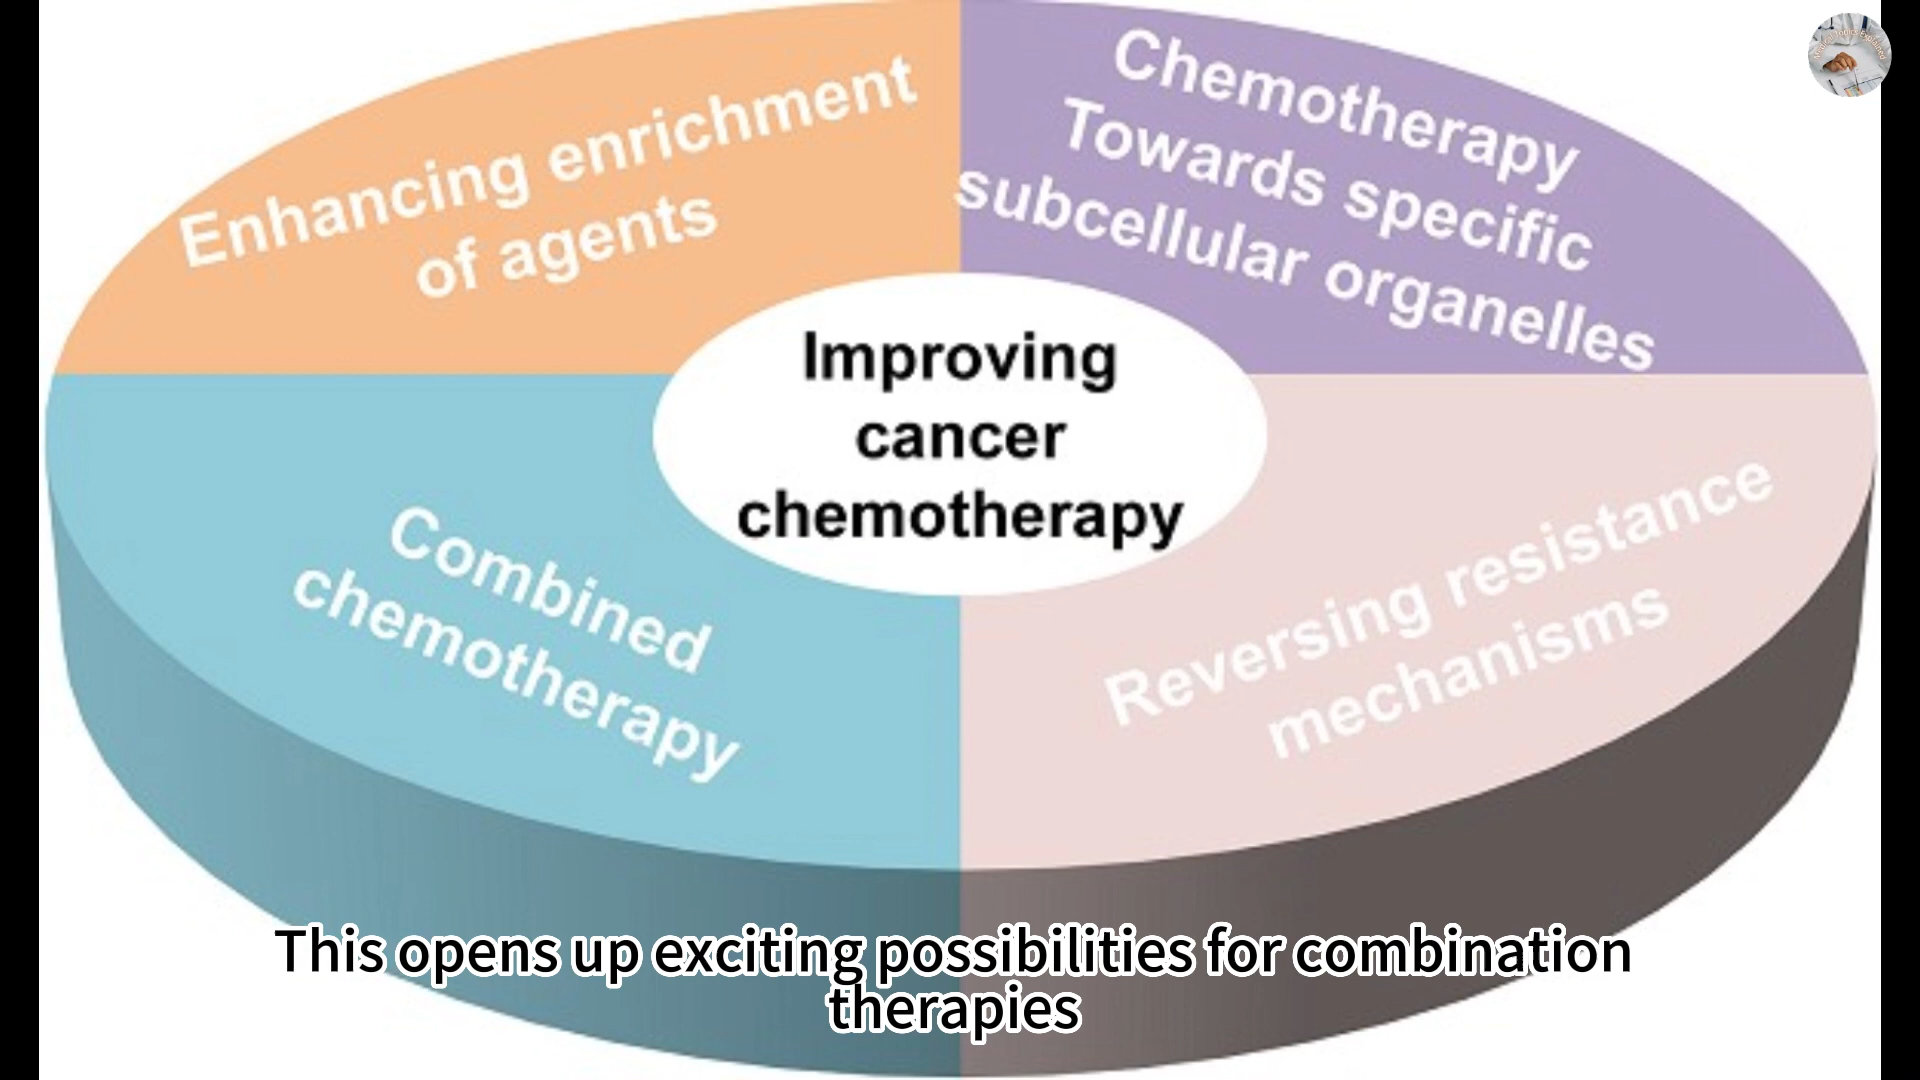 Enhancing enrichment
of agents
Chemotherapy
Towards specific
subcellular organelles
Improving
cancer
chemotherapy
Combined
chemotherapy
Reversing resistance
mechanisms
This opens up exciting possibilities for combination
therapies